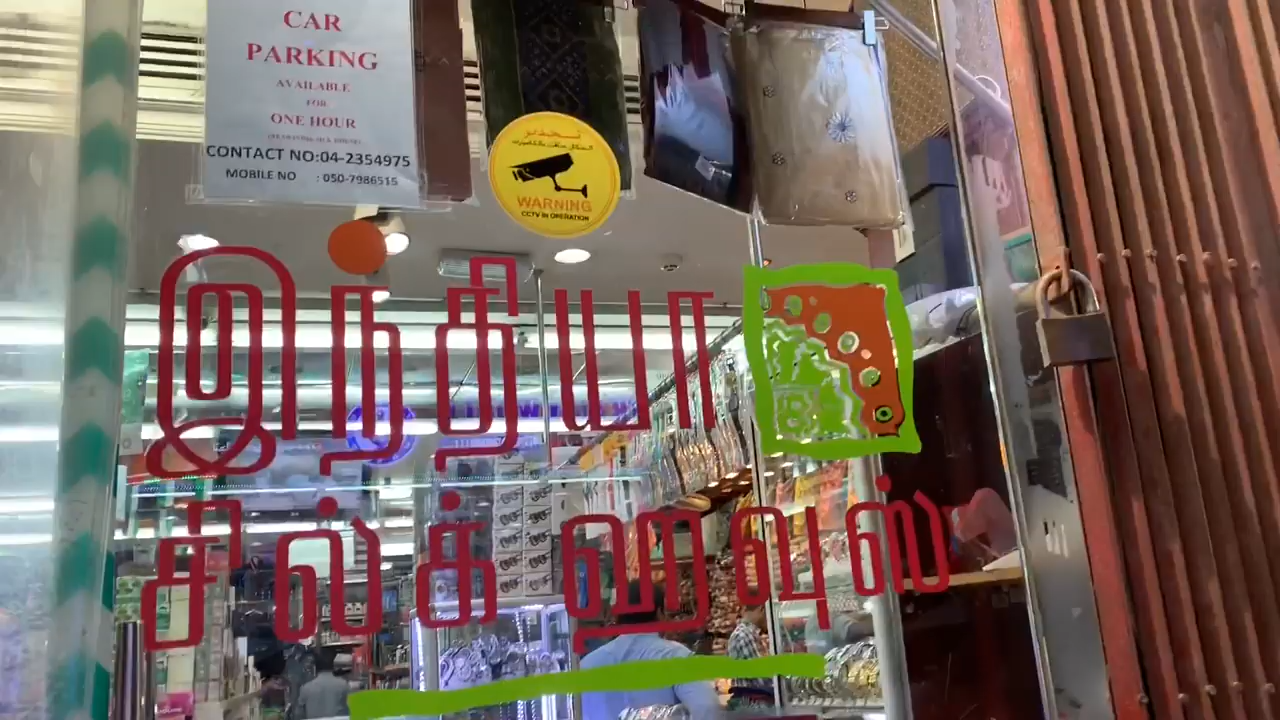 CAR
PARKING
AVAILABLE
FOR
ONE HOUR
CONTACT NO:04-2354975
MOBILE NO : 050-7986515
WARNING
CCTV IN OPERATION
இந்தியா
சில்க் ஹவுஸ்